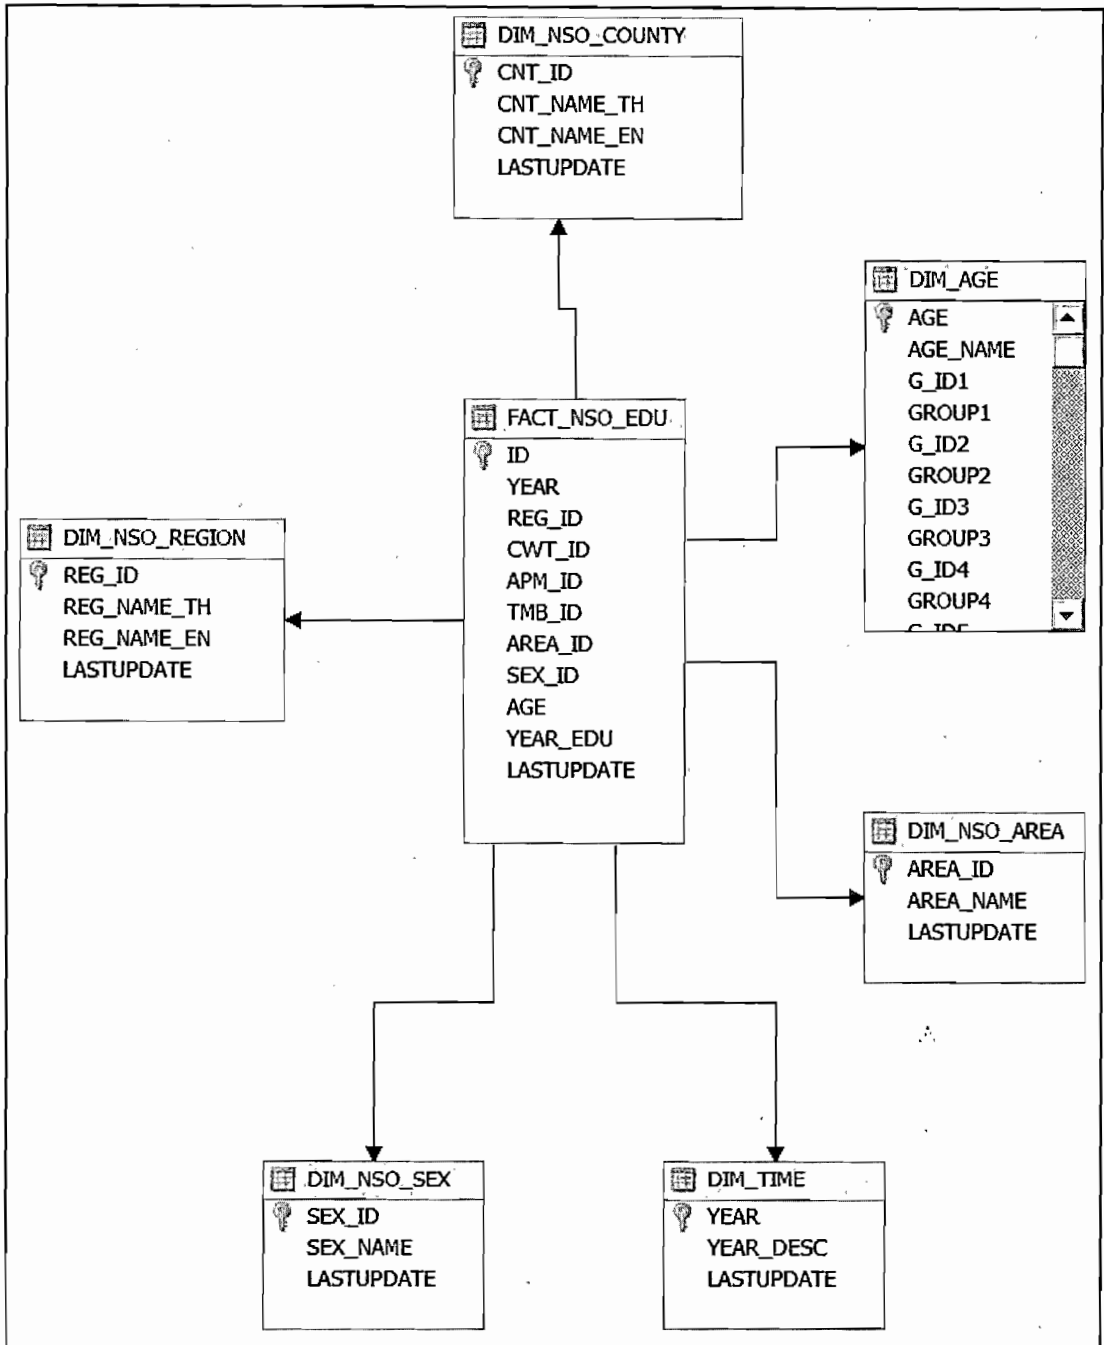 DIM_NSO_COUNTY
CNT_ID
CNT_NAME_TH
CNT_NAME_EN
LASTUPDATE
DIM_AGE
AGE
AGE_NAME
G_ID1
GROUP1
G_ID2
GROUP2
G_ID3
GROUP3
G_ID4
GROUP4
FACT_NSO_EDU
ID
YEAR
REG_ID
CWT_ID
APM_ID
TMB_ID
AREA_ID
SEX_ID
AGE
YEAR_EDU
LASTUPDATE
DIM_NSO_REGION
REG_ID
REG_NAME_TH
REG_NAME_EN
LASTUPDATE
DIM_NSO_AREA
AREA_ID
AREA_NAME
LASTUPDATE
DIM_NSO_SEX
SEX_ID
SEX_NAME
LASTUPDATE
DIM_TIME
YEAR
YEAR_DESC
LASTUPDATE